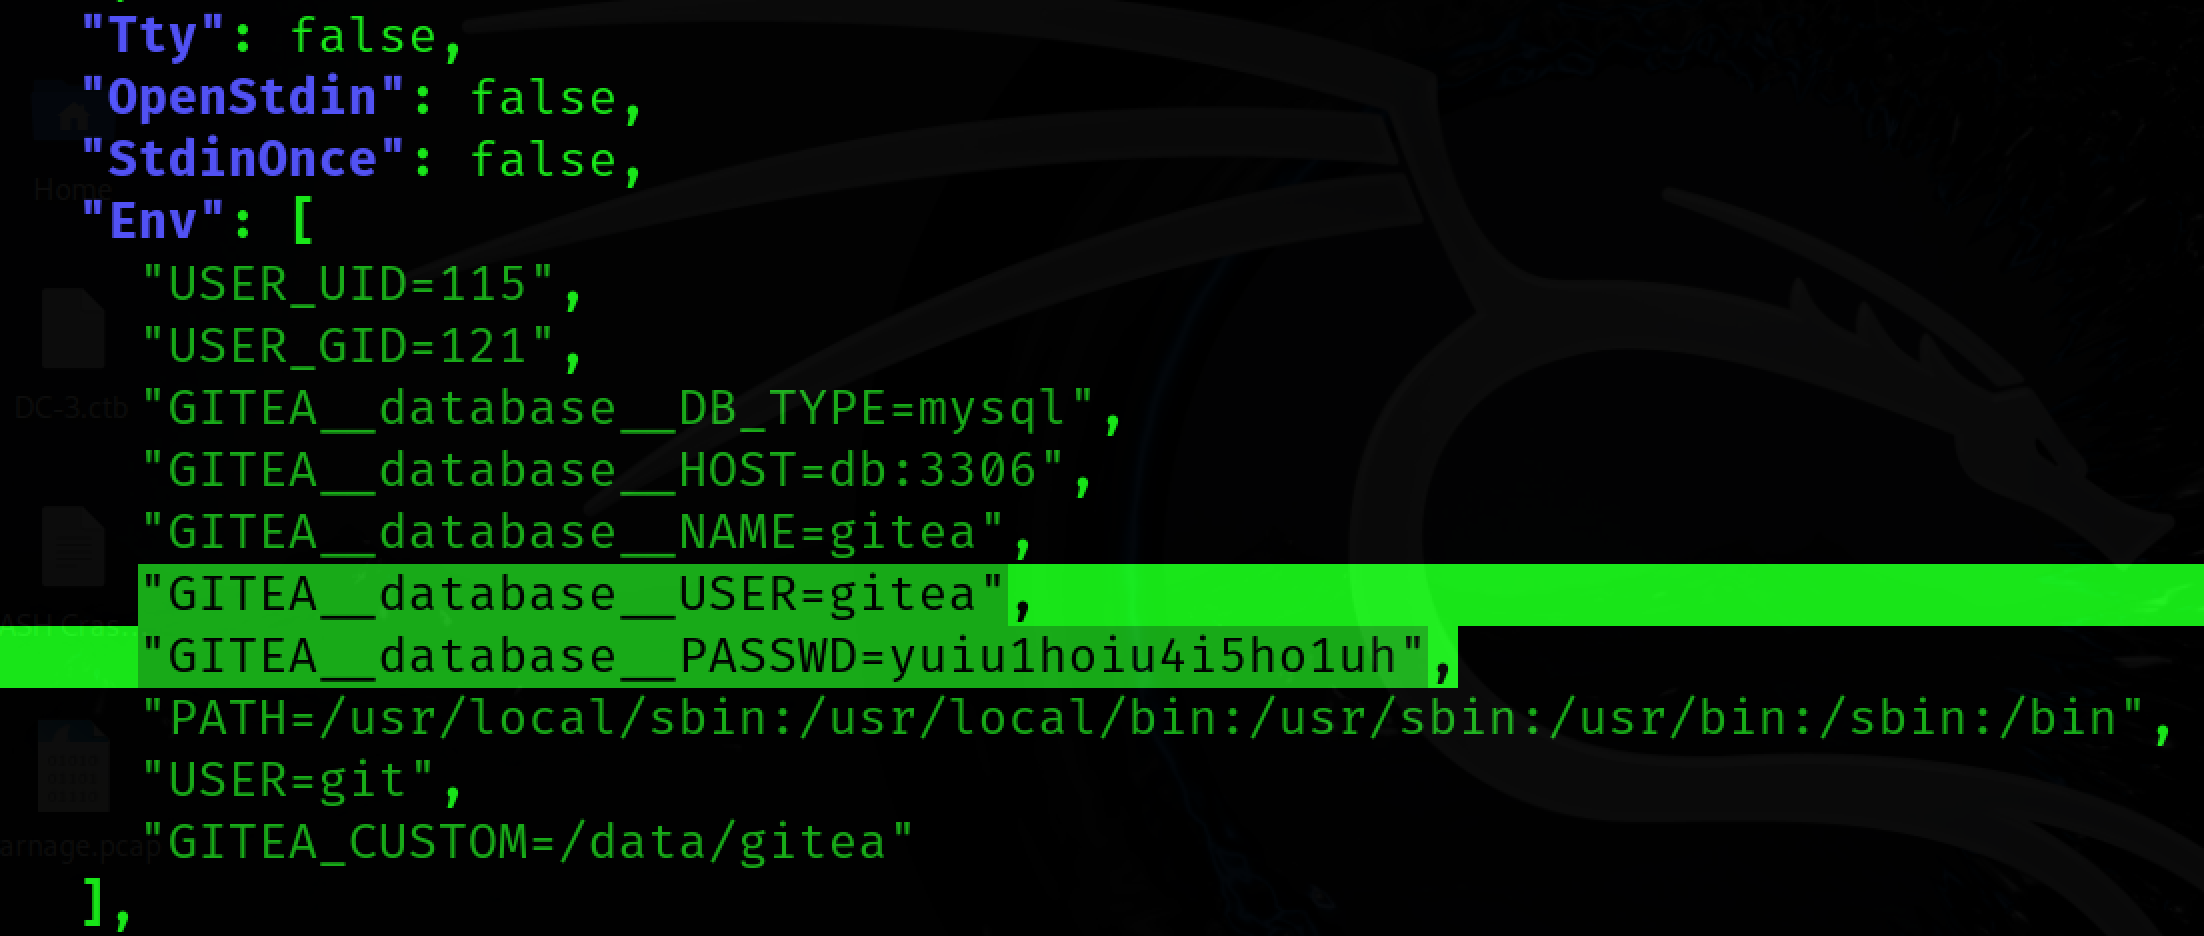 "Tty": false,
"OpenStdin": false,
"StdinOnce": false,
Home
"Env": [
"USER_UID=115",
"USER_GID=121",
DC-3.ctb
"GITEA__database__DB_TYPE=mysql",
"GITEA__database__HOST=db:3306",
"GITEA__database__NAME=gitea",
"GITEA__database__USER=gitea",
ASH Cras...
"GITEA__database__PASSWD=yuiu1hoiu4i5ho1uh",
"PATH=/usr/local/sbin:/usr/local/bin:/usr/sbin:/usr/bin:/sbin:/bin",
"USER=git",
arnage.pcap
"GITEA_CUSTOM=/data/gitea"
],